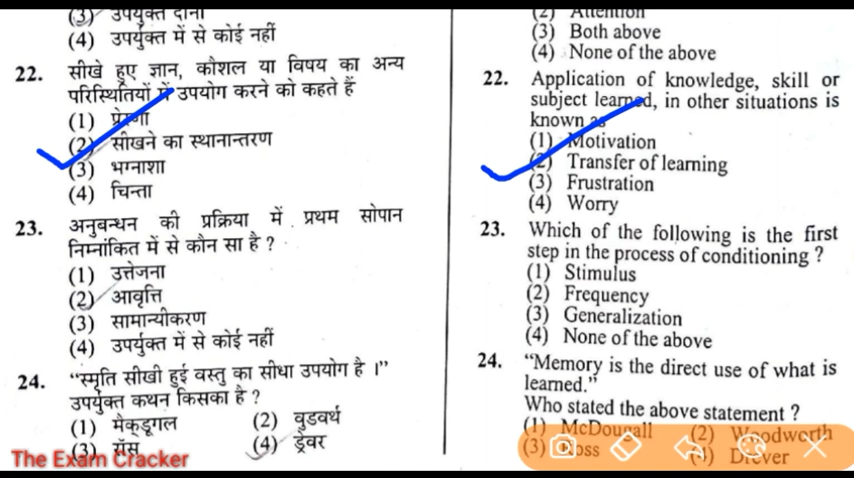 (3) उपर्युक्त दोनों
(4) उपर्युक्त में से कोई नहीं
22. सीखे हुए ज्ञान, कौशल या विषय का अन्य
परिस्थितियों में उपयोग करने को कहते हैं
(1) प्रेरणा
(2) सीखने का स्थानान्तरण
(3) भग्नाशा
(4) चिन्ता
23. अनुबन्धन की प्रक्रिया में प्रथम सोपान
निम्नांकित में से कौन सा है ?
(1) उत्तेजना
(2) आवृत्ति
(3) सामान्यीकरण
(4) उपर्युक्त में से कोई नहीं
24. “स्मृति सीखी हुई वस्तु का सीधा उपयोग है ।”
उपर्युक्त कथन किसका है ?
(1) मैक्डूगल (2) वुडवर्थ
(3) रॉस (4) ड्रेवर
The Exam Cracker
(2) Attention
(3) Both above
(4) None of the above
22. Application of knowledge, skill or
subject learned, in other situations is
known as
(1) Motivation
(2) Transfer of learning
(3) Frustration
(4) Worry
23. Which of the following is the first
step in the process of conditioning ?
(1) Stimulus
(2) Frequency
(3) Generalization
(4) None of the above
24. “Memory is the direct use of what is
learned.”
Who stated the above statement ?
(1) McDougall (2) Woodworth
(3) Ross (4) Drever